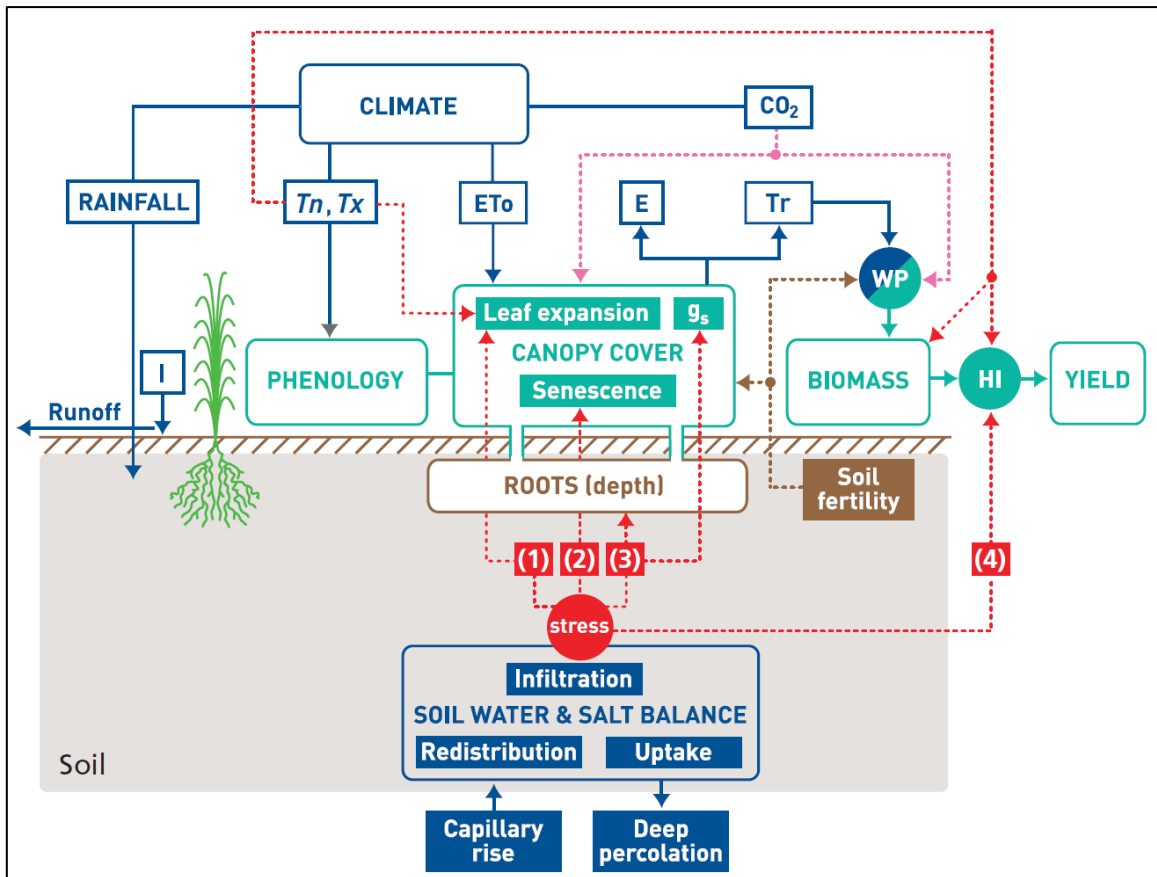 CLIMATE
CO₂
RAINFALL
Tn, Tx
ETo
E
Tr
WP
Leaf expansion
gₛ
CANOPY COVER
Senescence
PHENOLOGY
BIOMASS
HI
YIELD
I
Runoff
ROOTS (depth)
Soil
fertility
(1)
(2)
(3)
(4)
stress
Infiltration
SOIL WATER & SALT BALANCE
Redistribution
Uptake
Soil
Capillary
rise
Deep
percolation